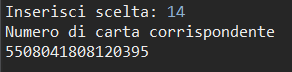 Inserisci scelta: 14
Numero di carta corrispondente
5508041808120395